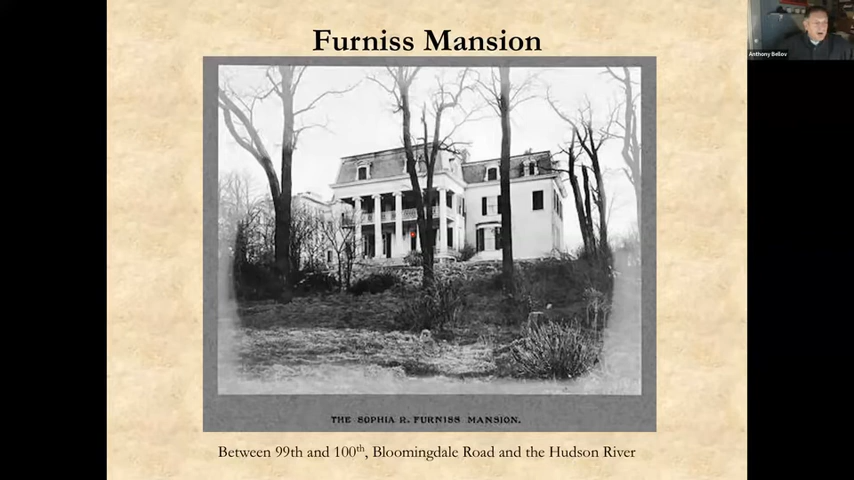 Furniss Mansion
Anthony Bellov
THE SOPHIA R. FURNISS MANSION.
Between 99th and 100th, Bloomingdale Road and the Hudson River